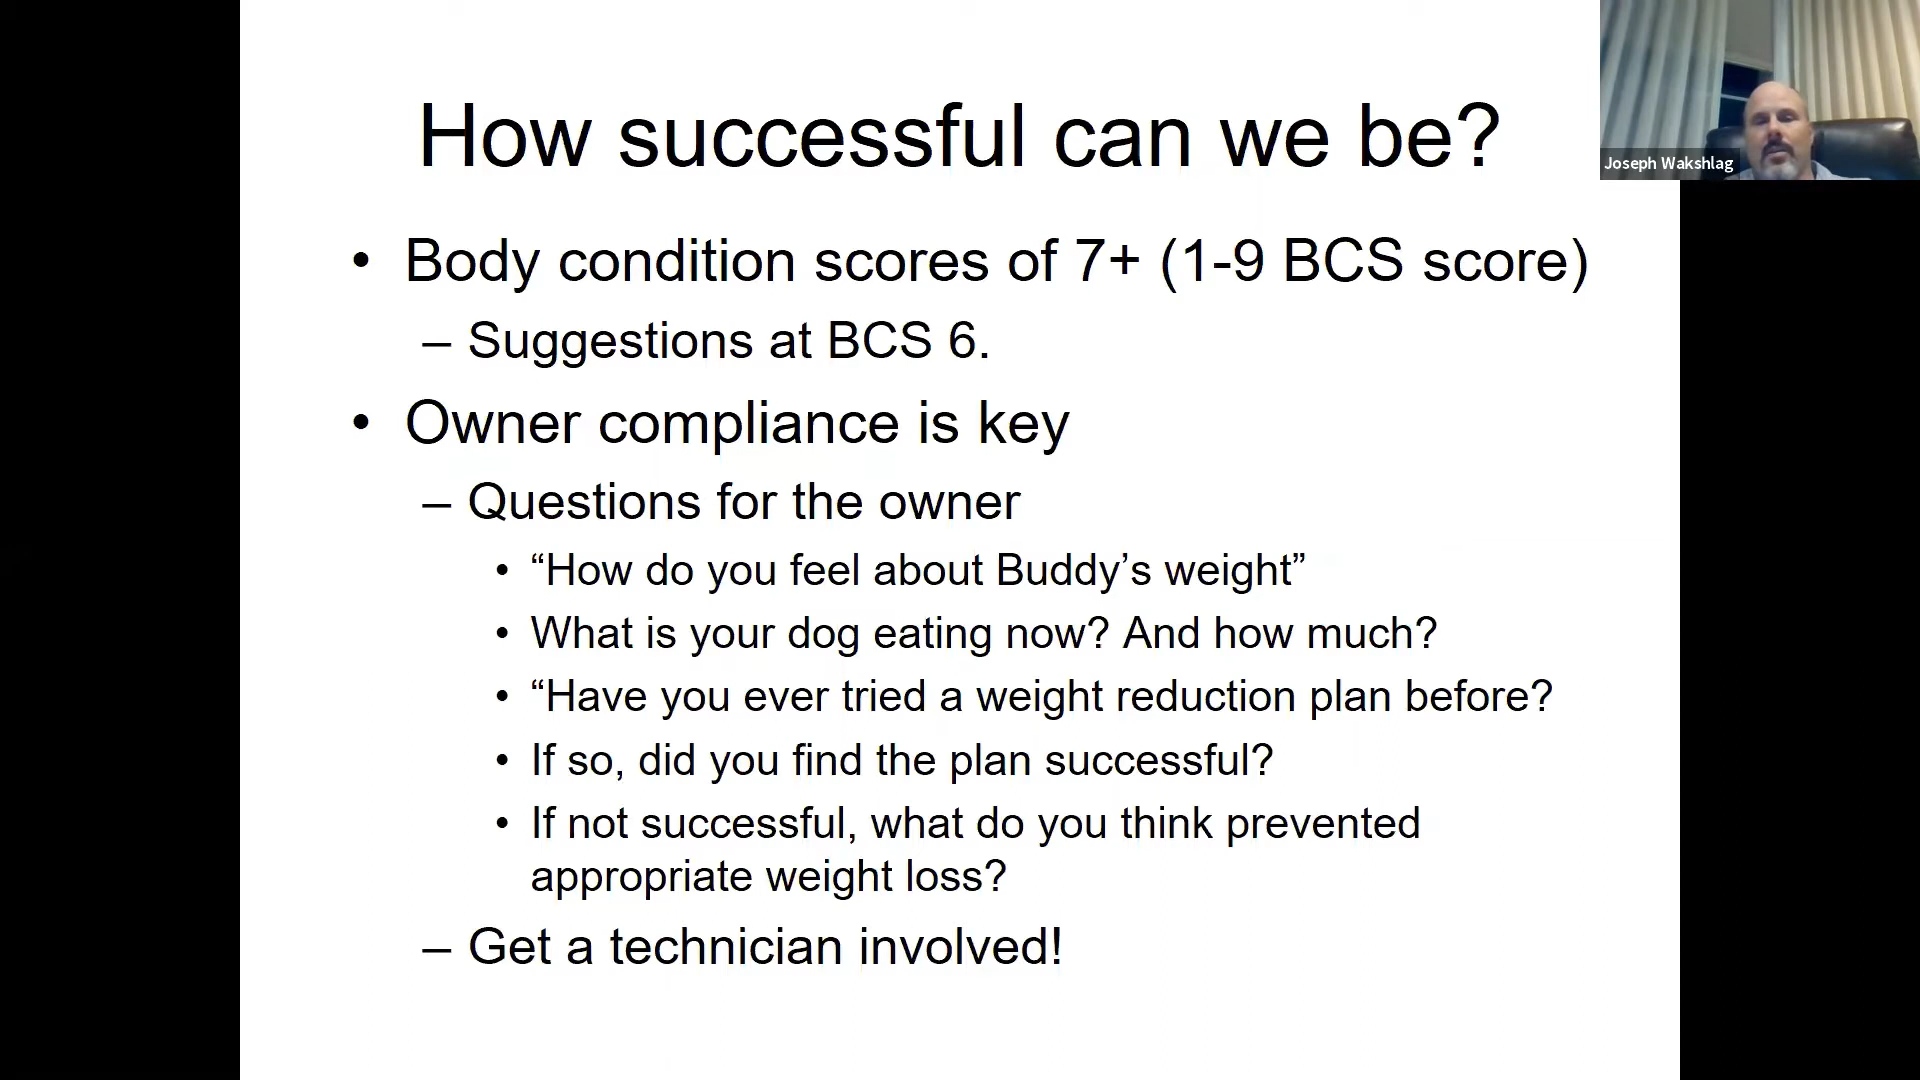 How successful can we be?
Joseph Wakshlag
• Body condition scores of 7+ (1-9 BCS score)
– Suggestions at BCS 6.
• Owner compliance is key
– Questions for the owner
• “How do you feel about Buddy’s weight”
• What is your dog eating now? And how much?
• “Have you ever tried a weight reduction plan before?
• If so, did you find the plan successful?
• If not successful, what do you think prevented
appropriate weight loss?
– Get a technician involved!